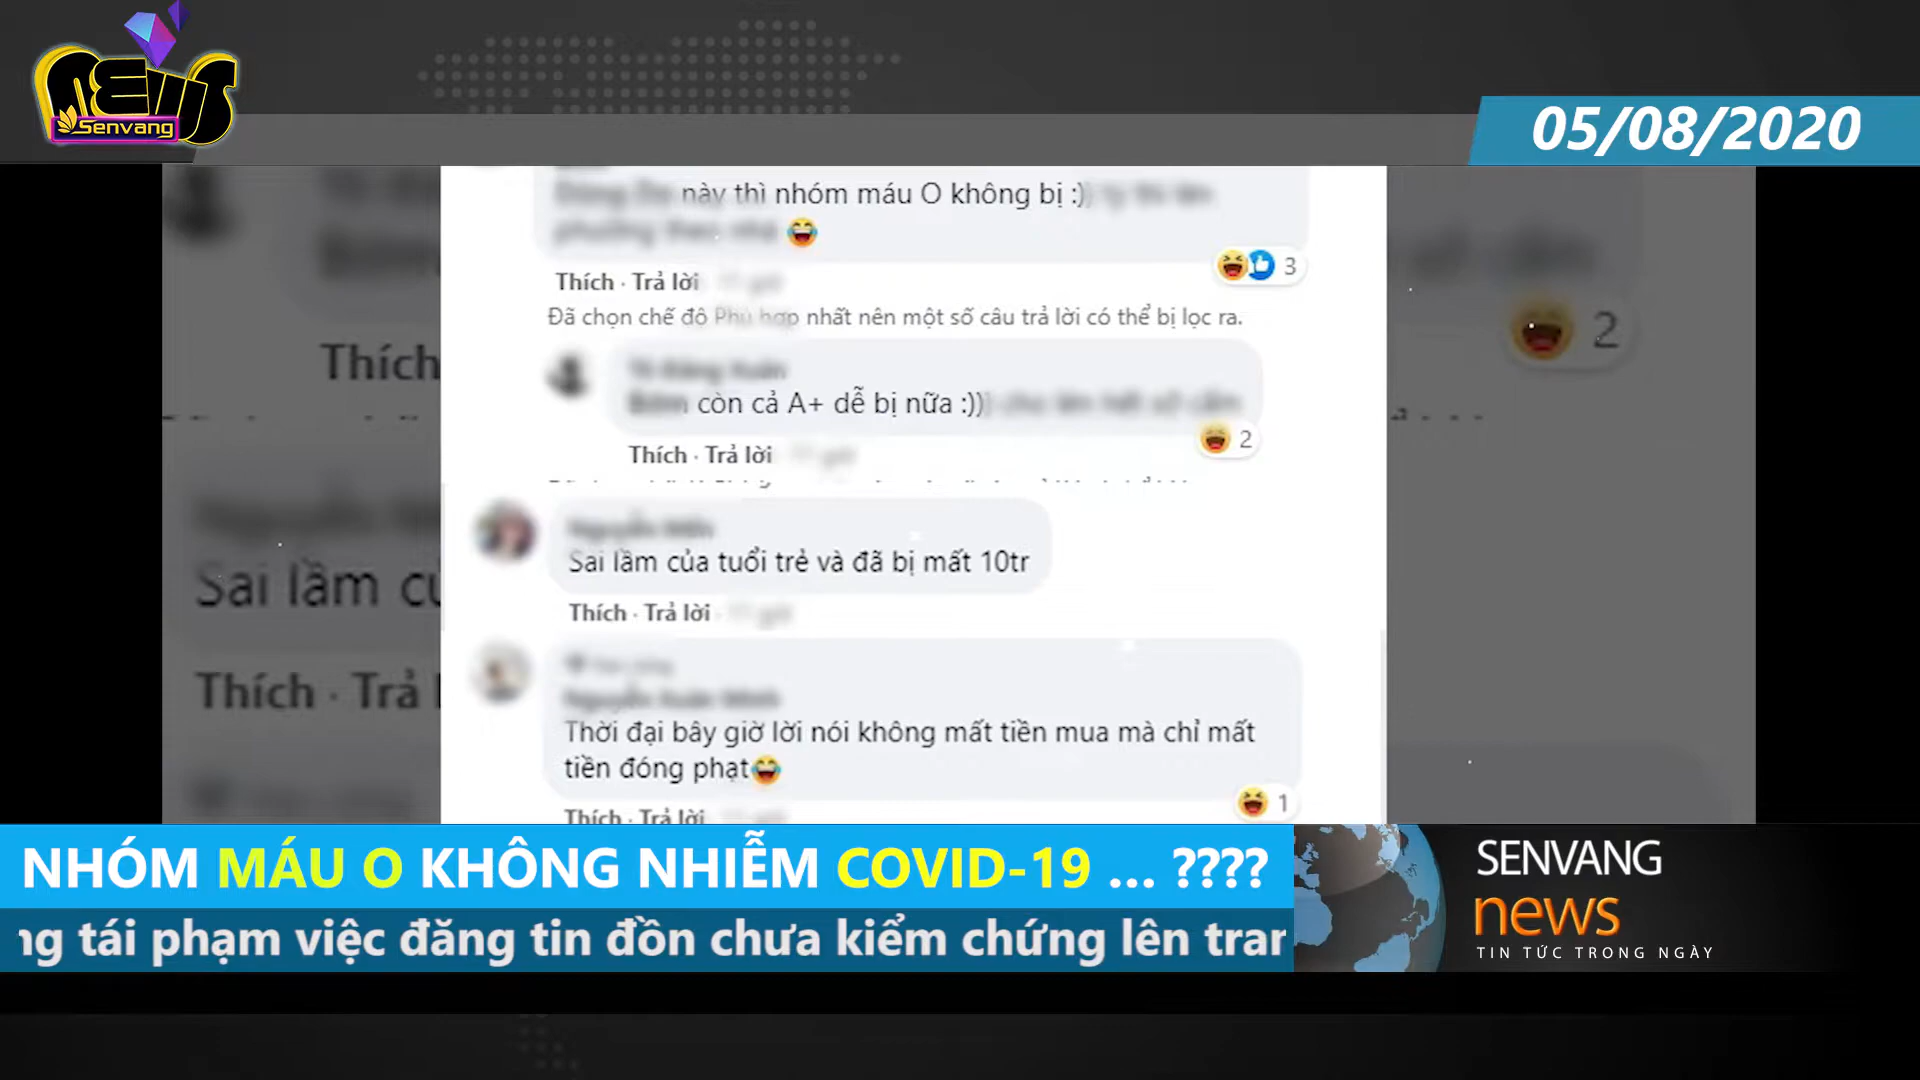 NEWS
Senvang
05/08/2020
này thì nhóm máu O không bị :)
3
Thích · Trả lời
Đã chọn chế độ Phù hợp nhất nên một số câu trả lời có thể bị lọc ra.
còn cả A+ dễ bị nữa :))
2
Thích · Trả lời
Sai lầm của tuổi trẻ và đã bị mất 10tr
Thích · Trả lời
Thời đại bây giờ lời nói không mất tiền mua mà chỉ mất
tiền đóng phạt😂
1
Thích · Trả lời
Thích
2
Sai lầm
Thích · Trả
NHÓM MÁU O KHÔNG NHIỄM COVID-19 ... ????
tái phạm việc đăng tin đồn chưa kiểm chứng lên
SENVANG
news
TIN TỨC TRONG NGÀY